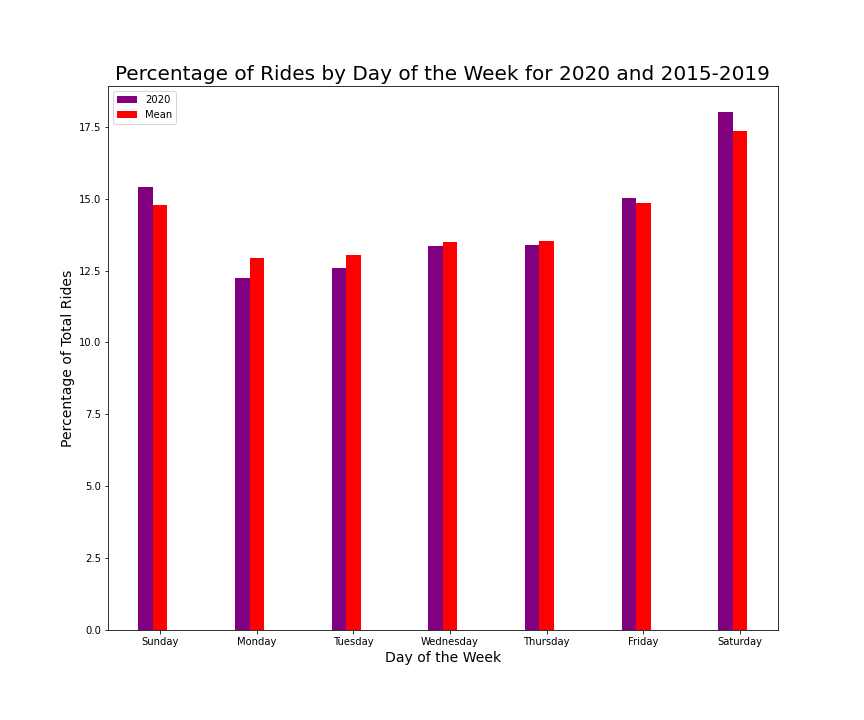 Percentage of Rides by Day of the Week for 2020 and 2015-2019
2020
Mean
17.5
15.0
12.5
10.0
7.5
5.0
2.5
0.0
Percentage of Total Rides
Sunday Monday Tuesday Wednesday Thursday Friday Saturday
Day of the Week